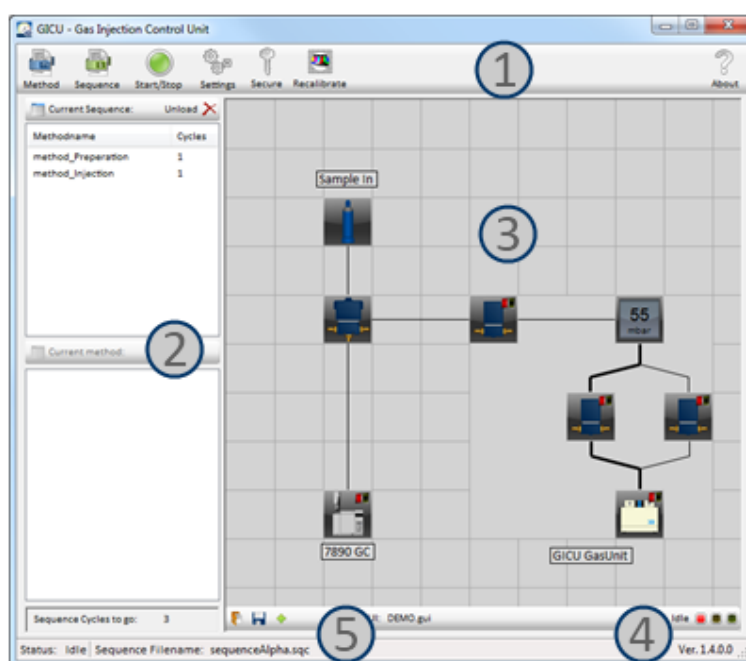 GICU - Gas Injection Control Unit
Method Sequence Start/Stop Settings Secure Recalibrate About
1
Current Sequence: Unload
Methodname Cycles
method_Preperation 1
method_Injection 1
Sample In
3
55
mbar
Current method:
2
7890 GC
GICU GasUnit
Sequence Cycles to go: 3
5
DEMO.gui
4
Idle
Status: Idle Sequence Filename: sequenceAlpha.sqc
Ver. 1.4.0.0